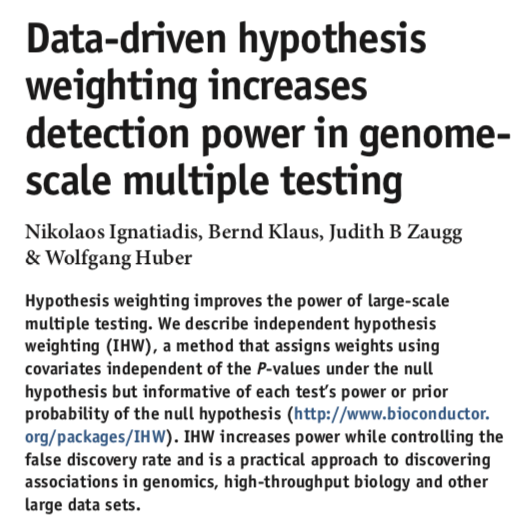 Data-driven hypothesis
weighting increases
detection power in genome-
scale multiple testing
Nikolaos Ignatiadis, Bernd Klaus, Judith B Zaugg
& Wolfgang Huber
Hypothesis weighting improves the power of large-scale
multiple testing. We describe independent hypothesis
weighting (IHW), a method that assigns weights using
covariates independent of the P-values under the null
hypothesis but informative of each test’s power or prior
probability of the null hypothesis (http://www.bioconductor.
org/packages/IHW). IHW increases power while controlling the
false discovery rate and is a practical approach to discovering
associations in genomics, high-throughput biology and other
large data sets.